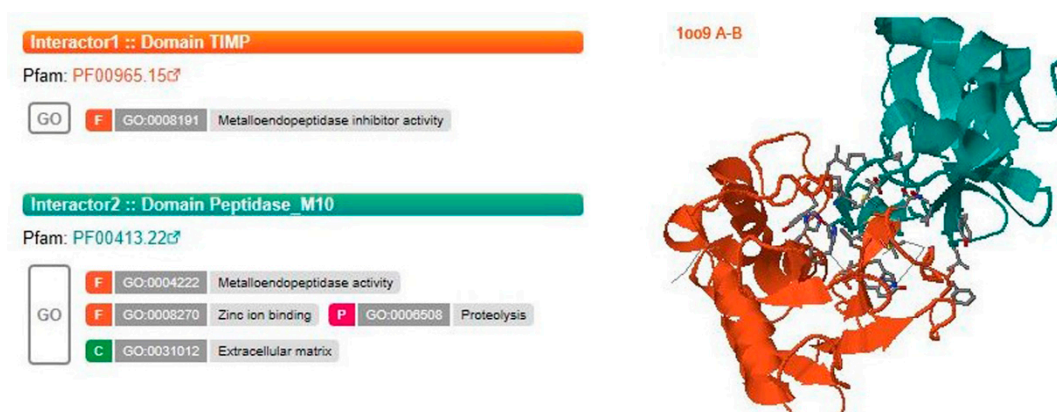 Interactor1 :: Domain TIMP
Pfam: PF00965.15
GO F GO:0008191 Metalloendopeptidase inhibitor activity
Interactor2 :: Domain Peptidase_M10
Pfam: PF00413.22
GO
F GO:0004222 Metalloendopeptidase activity
F GO:0008270 Zinc ion binding P GO:0006508 Proteolysis
C GO:0031012 Extracellular matrix
1oo9 A-B